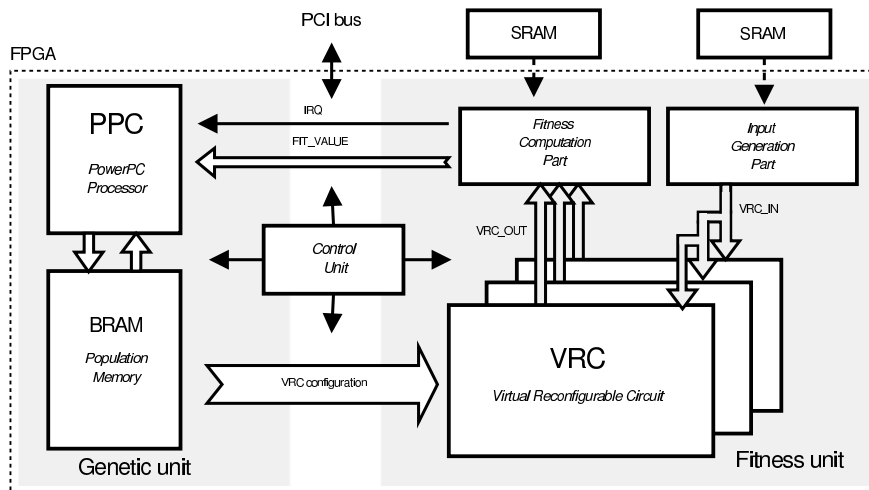 PCI bus
SRAM
SRAM
FPGA
PPC
PowerPC
Processor
IRQ
FIT_VALUE
Fitness
Computation
Part
Input
Generation
Part
VRC_OUT
VRC_IN
Control
Unit
BRAM
Population
Memory
VRC configuration
VRC
Virtual Reconfigurable Circuit
Genetic unit
Fitness unit